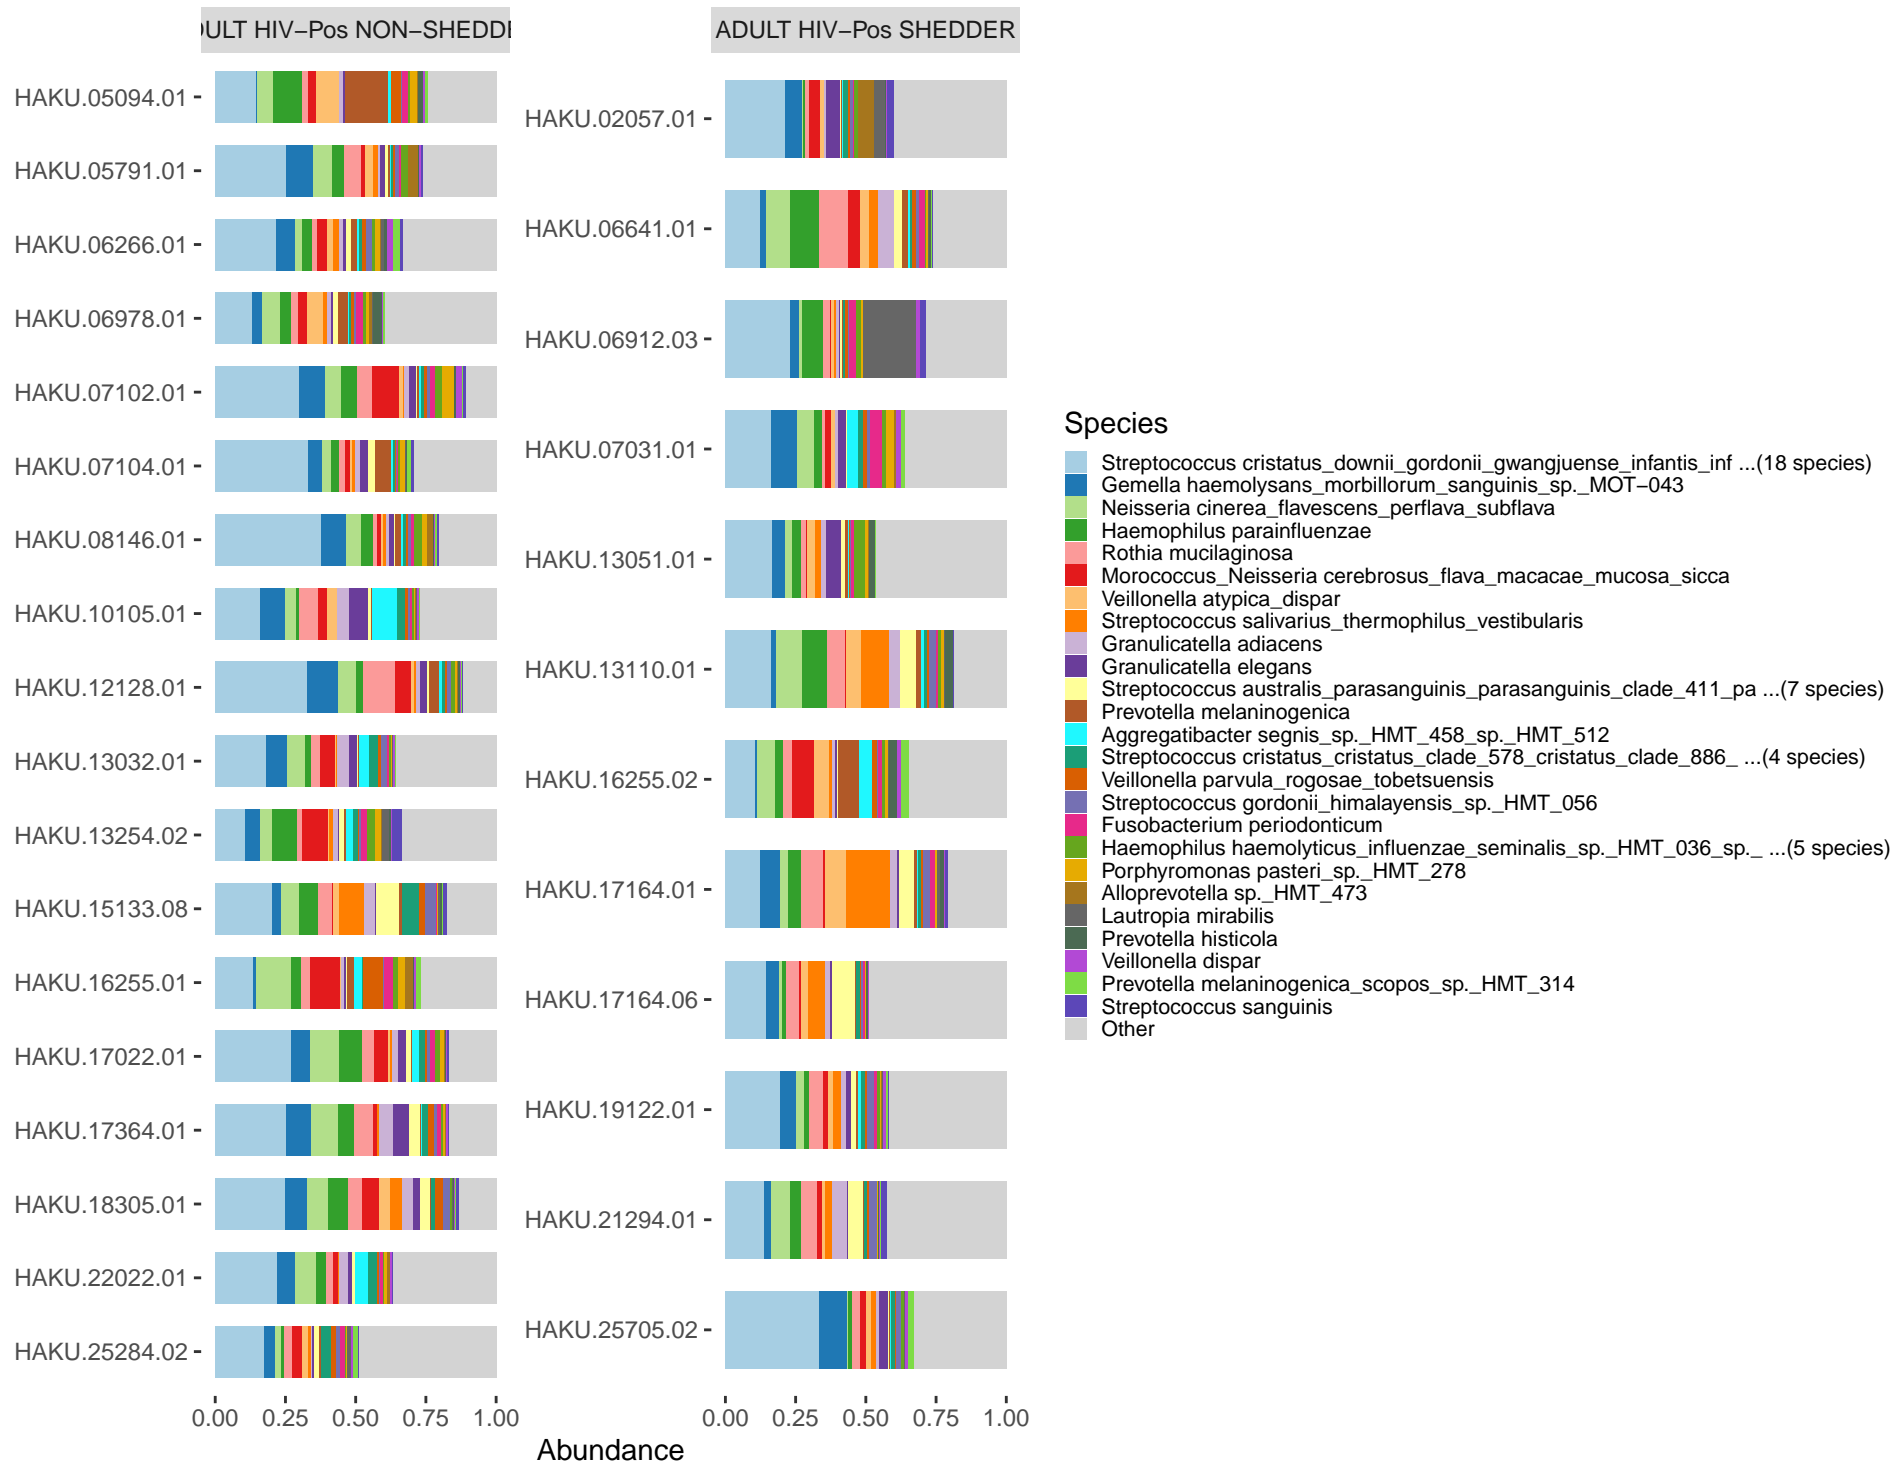 ULT HIV−Pos NON−SHEDD
ADULT HIV−Pos SHEDDER
HAKU.05094.01
HAKU.05791.01
HAKU.06266.01
HAKU.06978.01
HAKU.07102.01
HAKU.07104.01
HAKU.08146.01
HAKU.10105.01
HAKU.12128.01
HAKU.13032.01
HAKU.13254.02
HAKU.15133.08
HAKU.16255.01
HAKU.17022.01
HAKU.17364.01
HAKU.18305.01
HAKU.22022.01
HAKU.25284.02
0.00 0.25 0.50 0.75 1.00
HAKU.02057.01
HAKU.06641.01
HAKU.06912.03
HAKU.07031.01
HAKU.13051.01
HAKU.13110.01
HAKU.16255.02
HAKU.17164.01
HAKU.17164.06
HAKU.19122.01
HAKU.21294.01
HAKU.25705.02
0.00 0.25 0.50 0.75 1.00
Abundance
Species
Streptococcus cristatus_downii_gordonii_gwangjuense_infantis_inf ...(18 species)
Gemella haemolysans_morbillorum_sanguinis_sp._MOT−043
Neisseria cinerea_flavescens_perflava_subflava
Haemophilus parainfluenzae
Rothia mucilaginosa
Morococcus_Neisseria cerebrosus_flava_macacae_mucosa_sicca
Veillonella atypica_dispar
Streptococcus salivarius_thermophilus_vestibularis
Granulicatella adiacens
Granulicatella elegans
Streptococcus australis_parasanguinis_parasanguinis_clade_411_pa ...(7 species)
Prevotella melaninogenica
Aggregatibacter segnis_sp._HMT_458_sp._HMT_512
Streptococcus cristatus_cristatus_clade_578_cristatus_clade_886_ ...(4 species)
Veillonella parvula_rogosae_tobetsuensis
Streptococcus gordonii_himalayensis_sp._HMT_056
Fusobacterium periodonticum
Haemophilus haemolyticus_influenzae_seminalis_sp._HMT_036_sp._ ...(5 species)
Porphyromonas pasteri_sp._HMT_278
Alloprevotella sp._HMT_473
Lautropia mirabilis
Prevotella histicola
Veillonella dispar
Prevotella melaninogenica_scopos_sp._HMT_314
Streptococcus sanguinis
Other